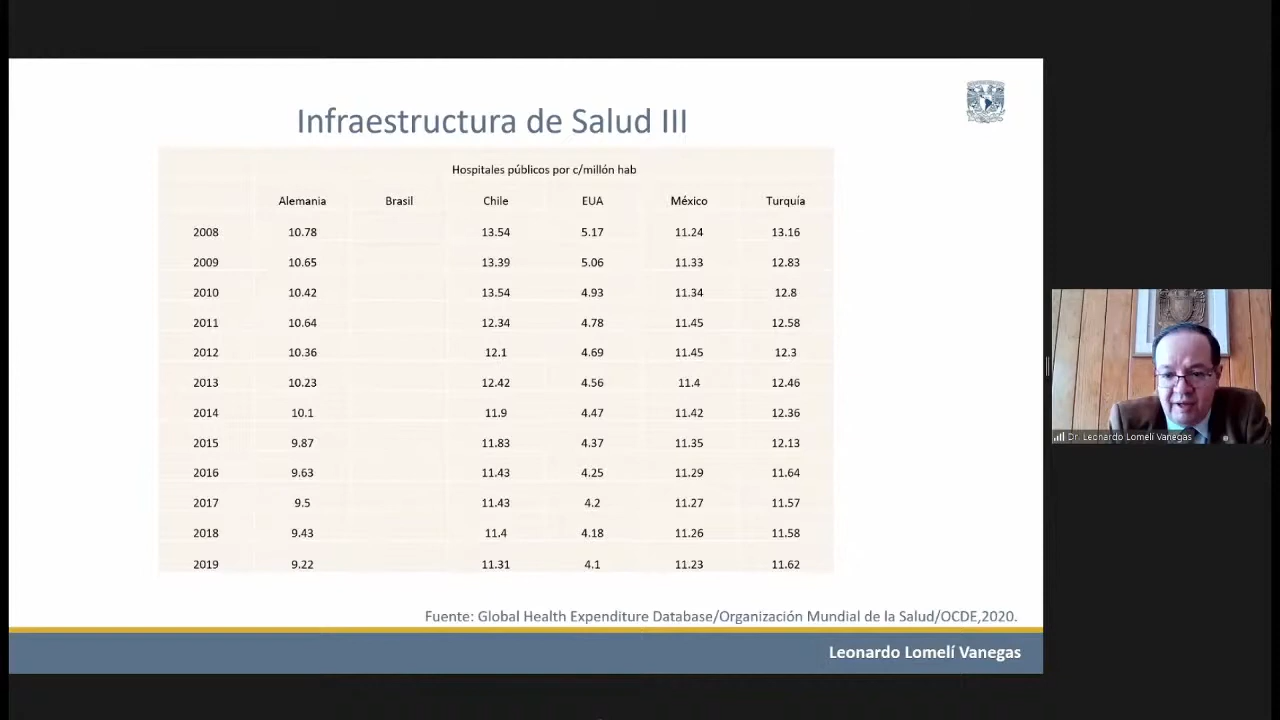 Infraestructura de Salud III
Hospitales públicos por c/millón hab
Alemania Brasil Chile EUA México Turquía
2008 10.78 13.54 5.17 11.24 13.16
2009 10.65 13.39 5.06 11.33 12.83
2010 10.42 13.54 4.93 11.34 12.8
2011 10.64 12.34 4.78 11.45 12.58
2012 10.36 12.1 4.69 11.45 12.3
2013 10.23 12.42 4.56 11.4 12.46
2014 10.1 11.9 4.47 11.42 12.36
2015 9.87 11.83 4.37 11.35 12.13
2016 9.63 11.43 4.25 11.29 11.64
2017 9.5 11.43 4.2 11.27 11.57
2018 9.43 11.4 4.18 11.26 11.58
2019 9.22 11.31 4.1 11.23 11.62
Fuente: Global Health Expenditure Database/Organización Mundial de la Salud/OCDE,2020.
Leonardo Lomelí Vanegas
Dr. Leonardo Lomelí Vanegas